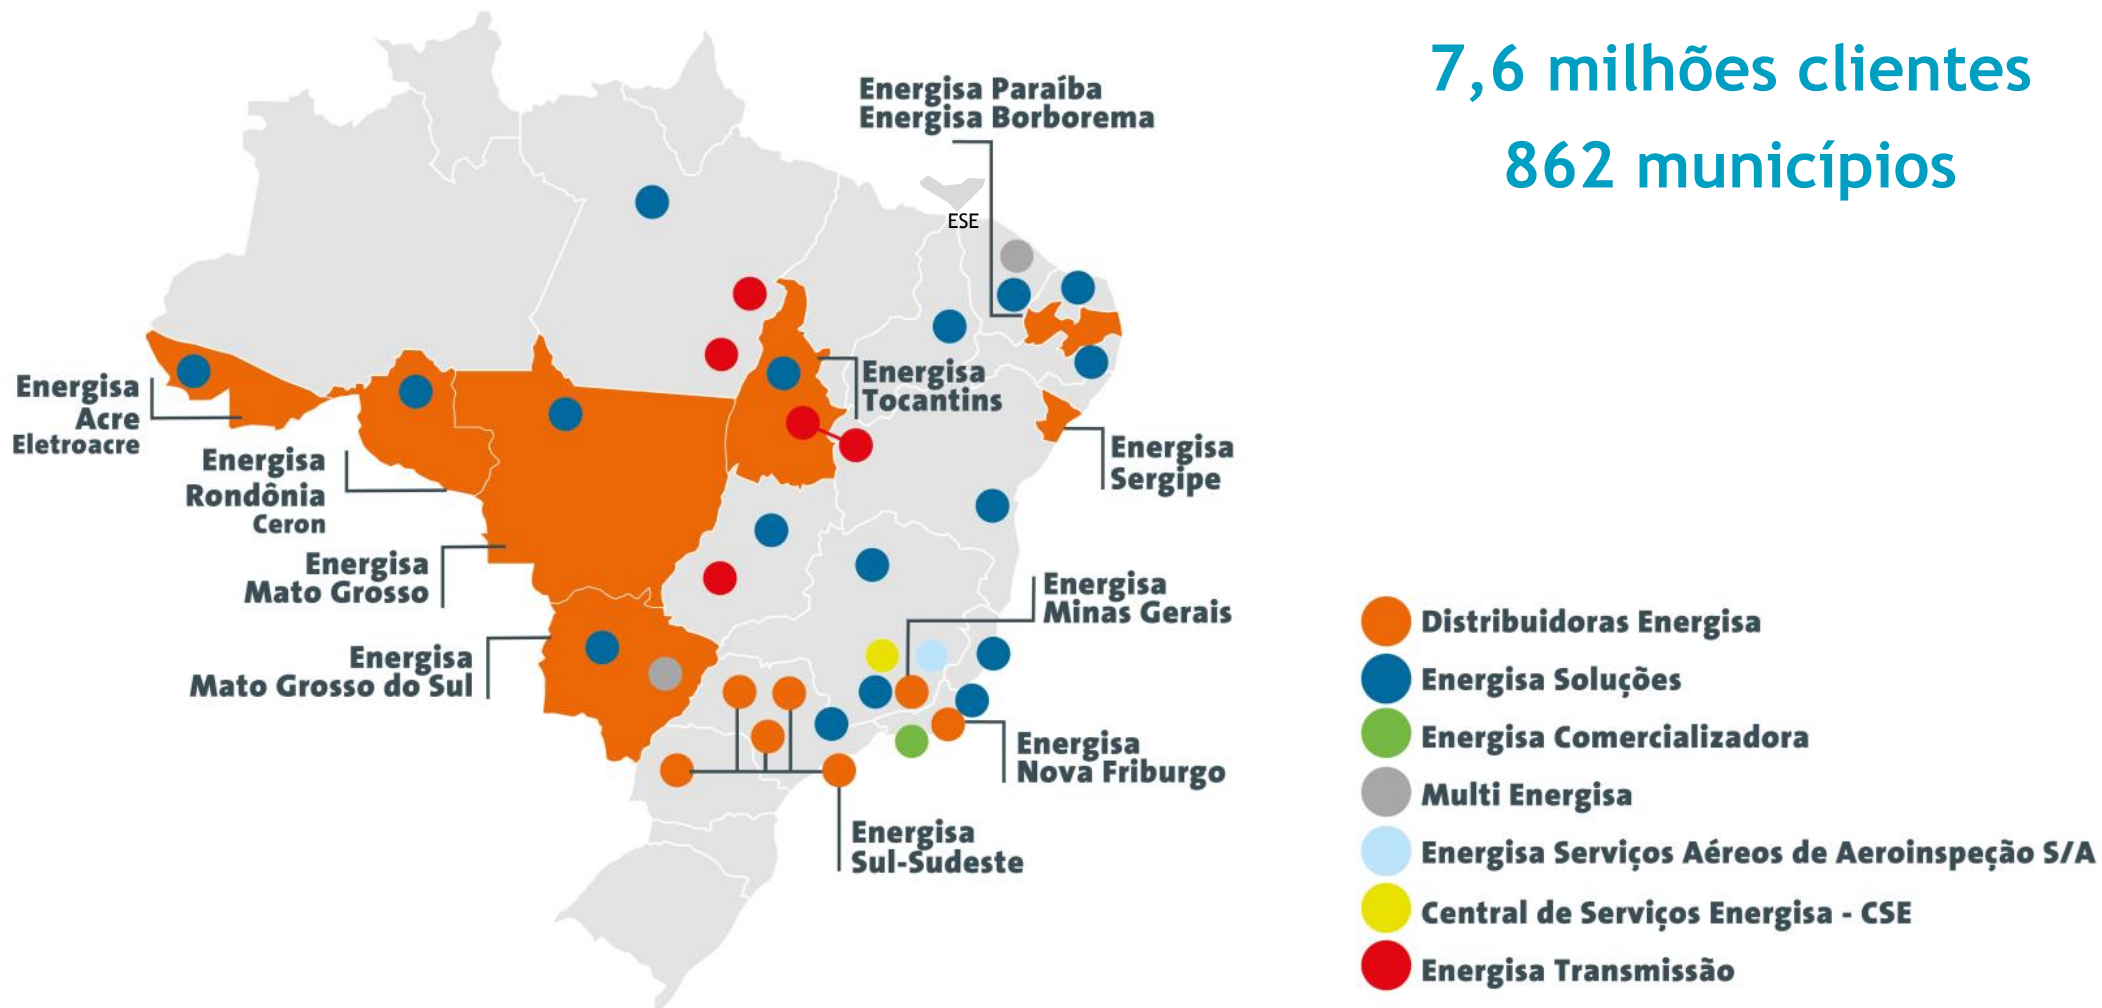 7,6 milhões clientes
862 municípios
Energisa Paraíba
Energisa Borborema
ESE
Energisa
Tocantins
Energisa
Acre
Eletroacre
Energisa
Sergipe
Energisa
Rondônia
Ceron
Energisa
Mato Grosso
Energisa
Minas Gerais
Energisa
Mato Grosso do Sul
Energisa
Nova Friburgo
Energisa
Sul-Sudeste
Distribuidoras Energisa
Energisa Soluções
Energisa Comercializadora
Multi Energisa
Energisa Serviços Aéreos de Aeroinspeção S/A
Central de Serviços Energisa - CSE
Energisa Transmissão